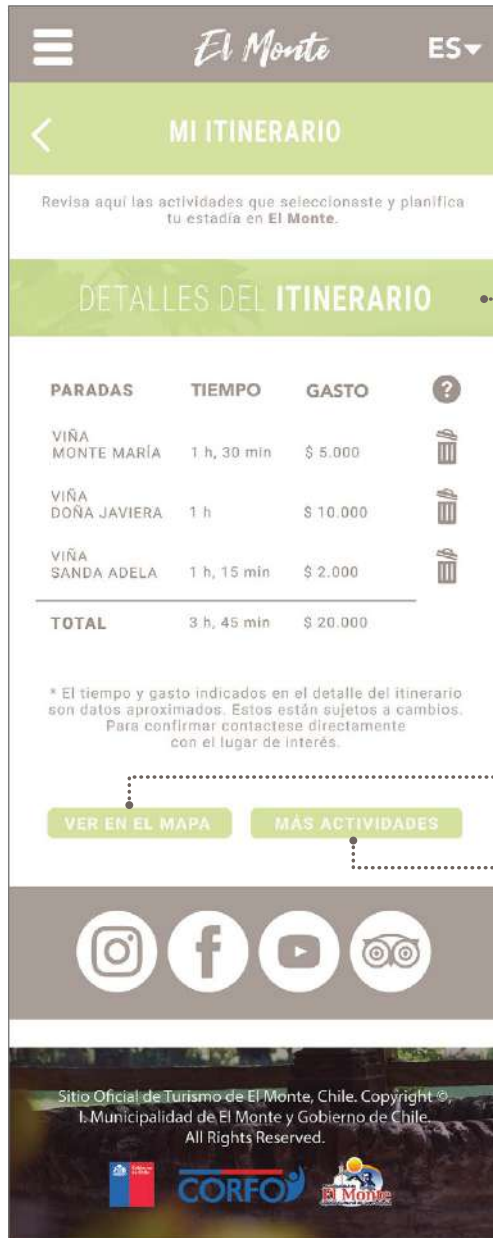 El Monte
ES
MI ITINERARIO
Revisa aquí las actividades que seleccionaste y planifica
tu estadía en El Monte.
DETALLES DEL ITINERARIO
PARADAS TIEMPO GASTO ?
VIÑA
MONTE MARÍA 1 h, 30 min $ 5.000
VIÑA
DOÑA JAVIERA 1 h $ 10.000
VIÑA
SANDA ADELA 1 h, 15 min $ 2.000
TOTAL 3 h, 45 min $ 20.000
* El tiempo y gasto indicados en el detalle del itinerario
son datos aproximados. Estos están sujetos a cambios.
Para confirmar contactese directamente
con el lugar de interés.
VER EN EL MAPA MÁS ACTIVIDADES
Sitio Oficial de Turismo de El Monte, Chile. Copyright ©,
I. Municipalidad de El Monte y Gobierno de Chile.
All Rights Reserved.
CORFO
El Monte